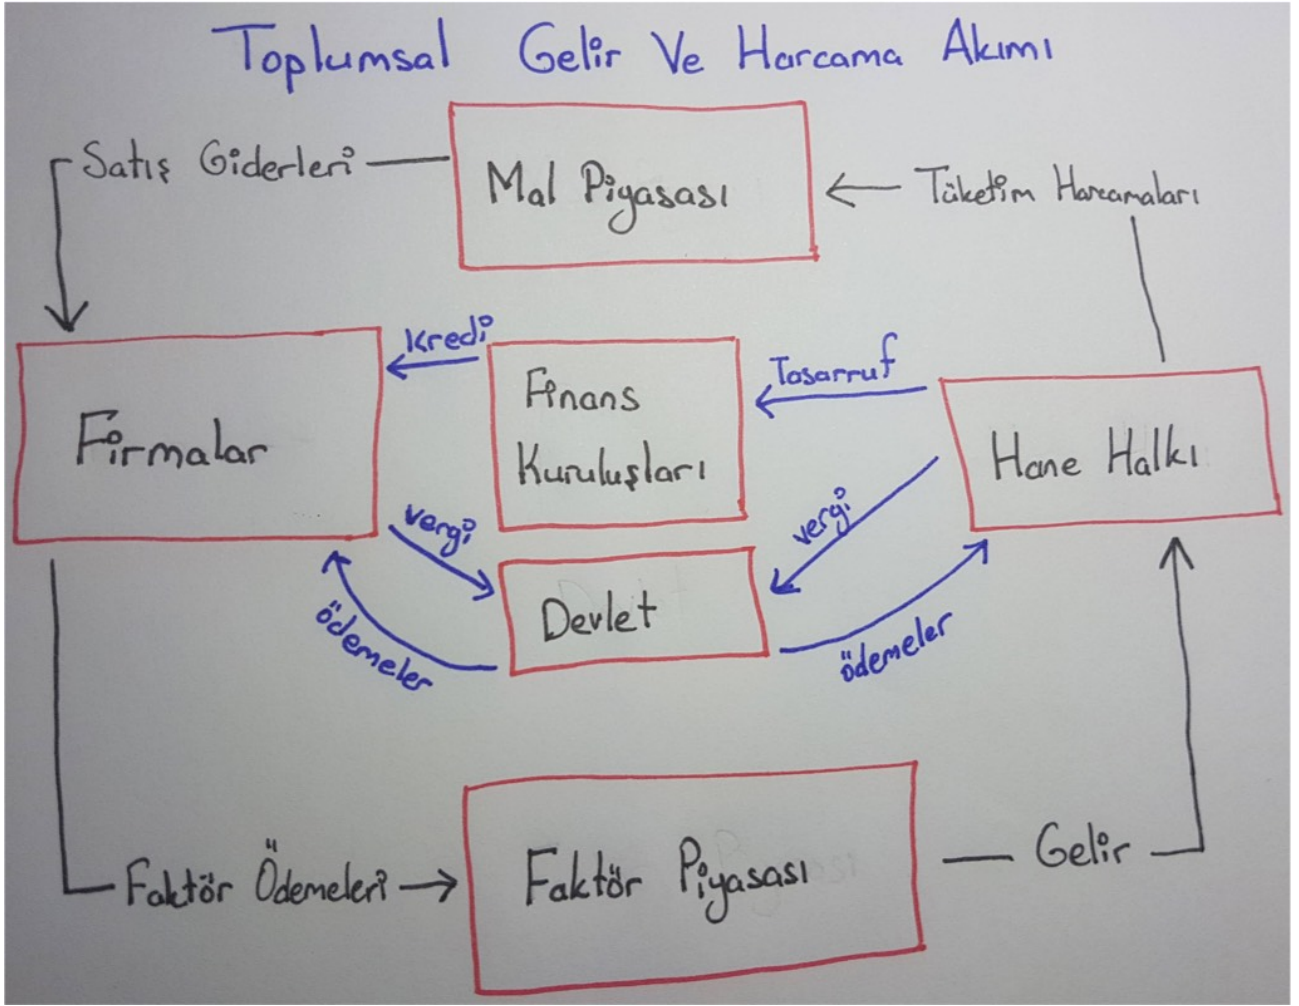 Toplumsal Gelir Ve Harcama Akımı
Satış Giderleri
Mal Piyasası
Tüketim Harcamaları
Kredi
Finans
Kuruluşları
Tasarruf
Firmalar
Hane Halkı
vergi
vergi
Devlet
ödemeler
ödemeler
Faktör Ödemeleri
Faktör Piyasası
Gelir